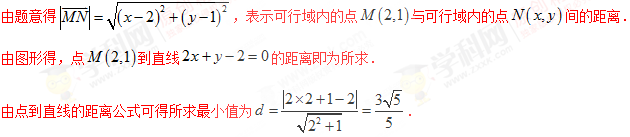 由题意得|MN|=√((x-2)²+(y-1)²)，表示可行域内的点M(2,1)与可行域内的点N(x,y)间的距离．
由图形得，点M(2,1)到直线2x+y-2=0的距离即为所求．
由点到直线的距离公式可得所求最小值为d=|2×2+1-2|/√(2²+1)=3√5/5．